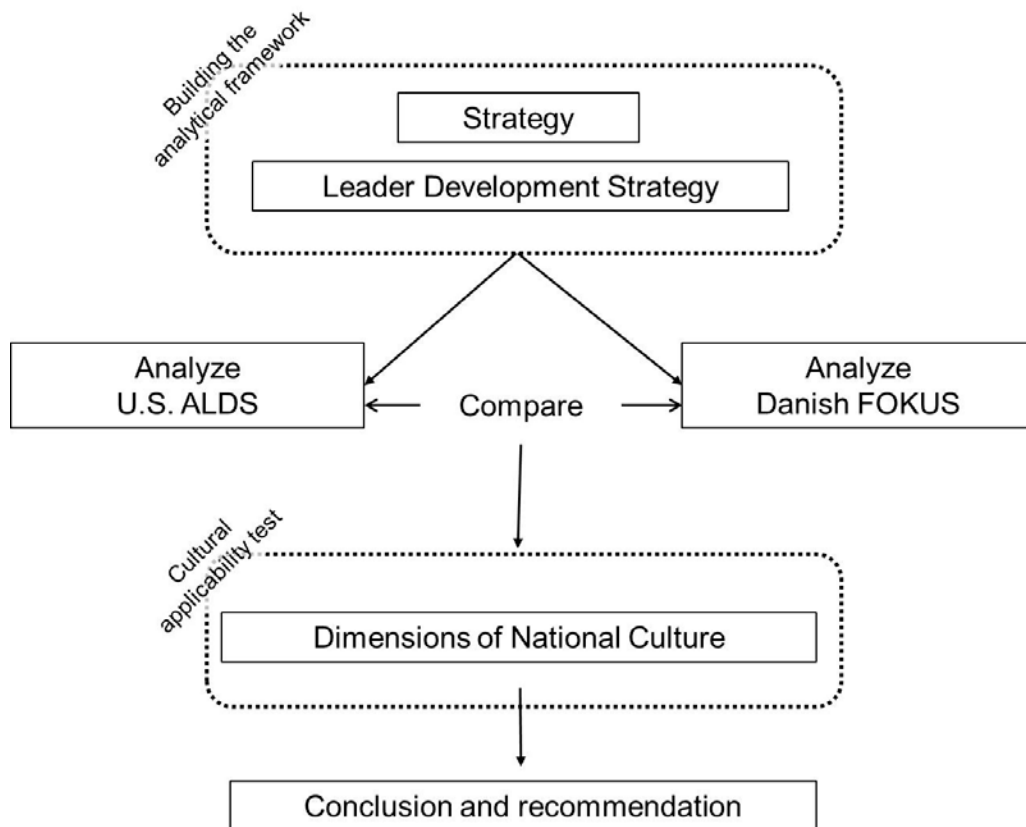 Building the
analytical framework
Strategy
Leader Development Strategy
Analyze
U.S. ALDS
Compare
Analyze
Danish FOKUS
Cultural
applicability test
Dimensions of National Culture
Conclusion and recommendation